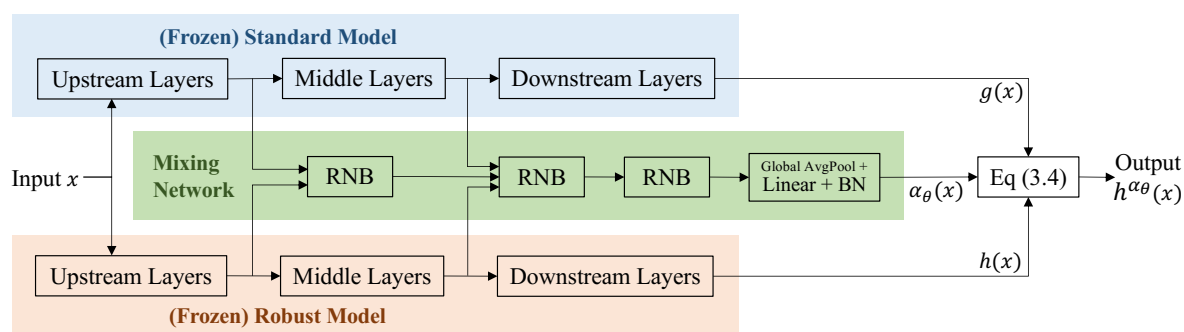 (Frozen) Standard Model
Upstream Layers
Middle Layers
Downstream Layers
g(x)
Mixing
Network
Input x
RNB
RNB
RNB
Global AvgPool +
Linear + BN
α_θ(x)
Eq (3.4)
Output
h^{α_θ}(x)
Upstream Layers
Middle Layers
Downstream Layers
h(x)
(Frozen) Robust Model